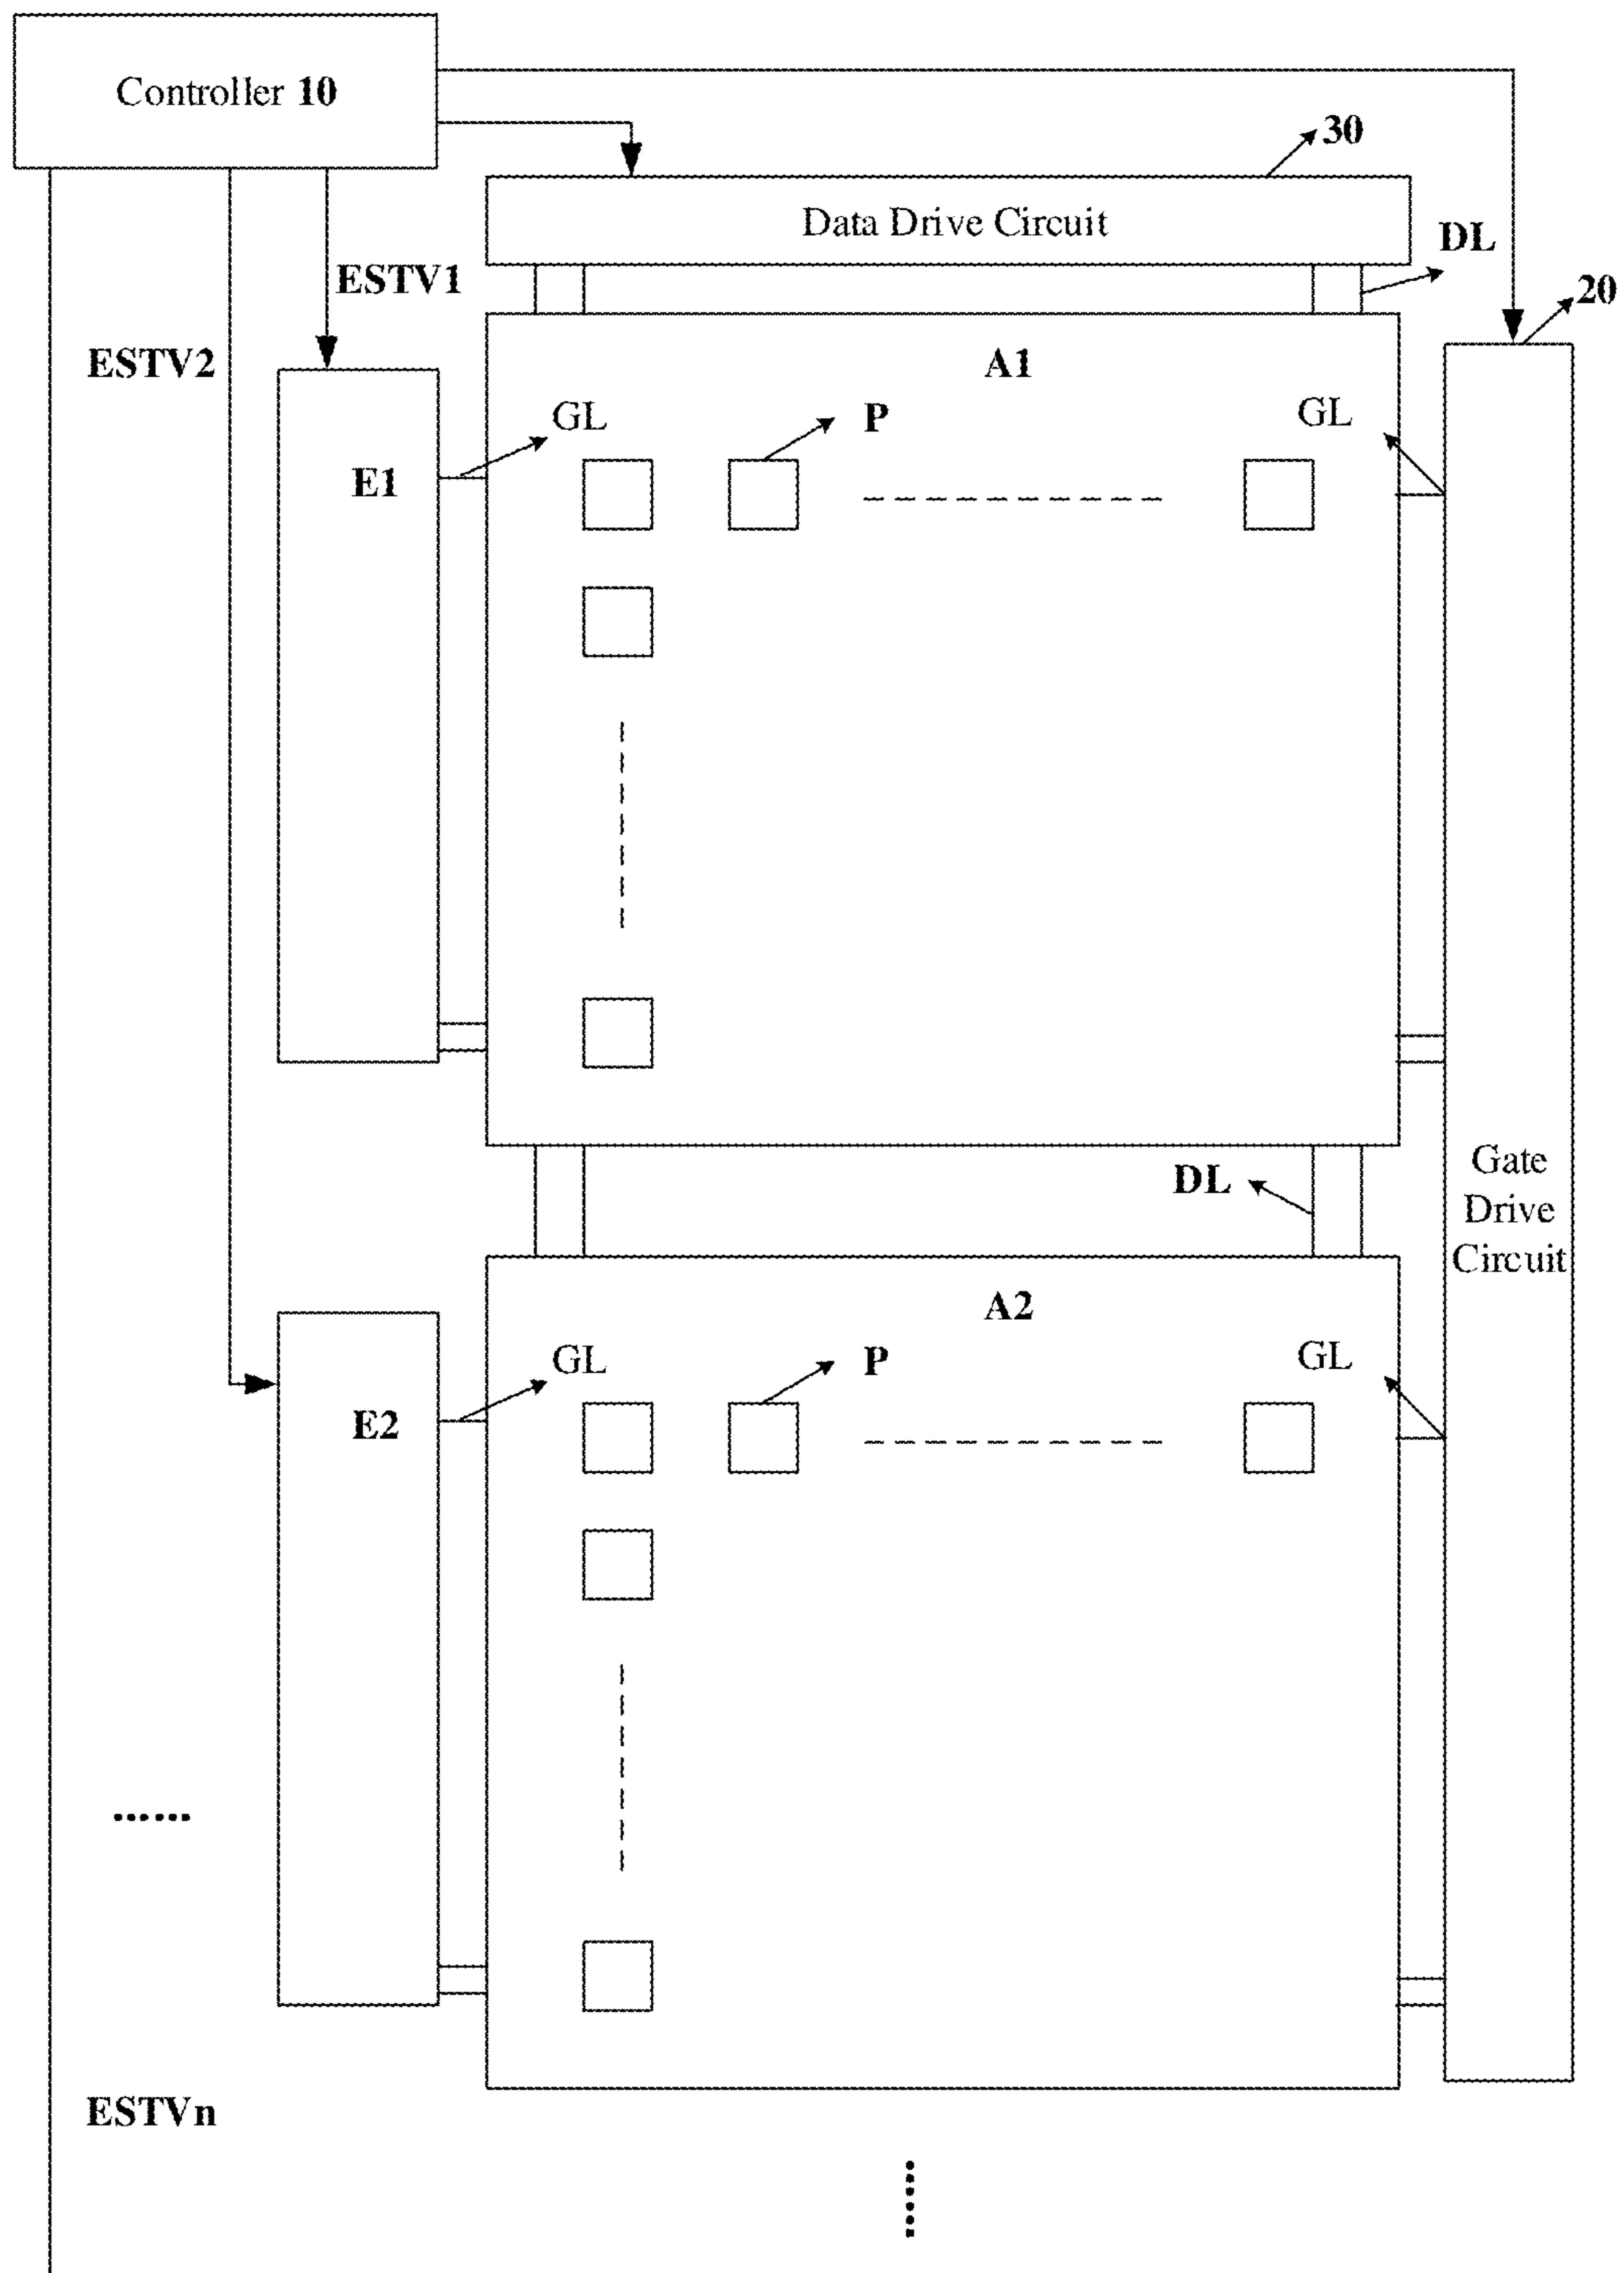 Controller 10
30
Data Drive Circuit
DL
20
ESTV1
ESTV2
A1
GL
P
GL
E1
DL
Gate
Drive
Circuit
A2
GL
P
GL
E2
......
ESTVn
......